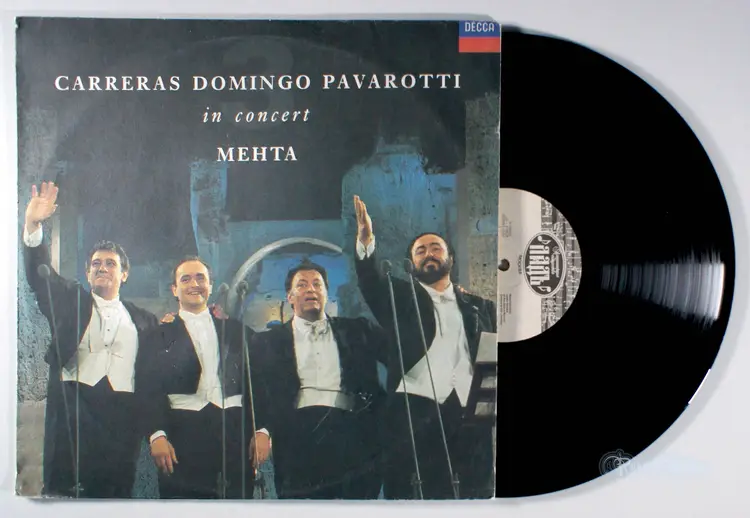 DECCA
CARRERAS DOMINGO PAVAROTTI
in concert
MEHTA